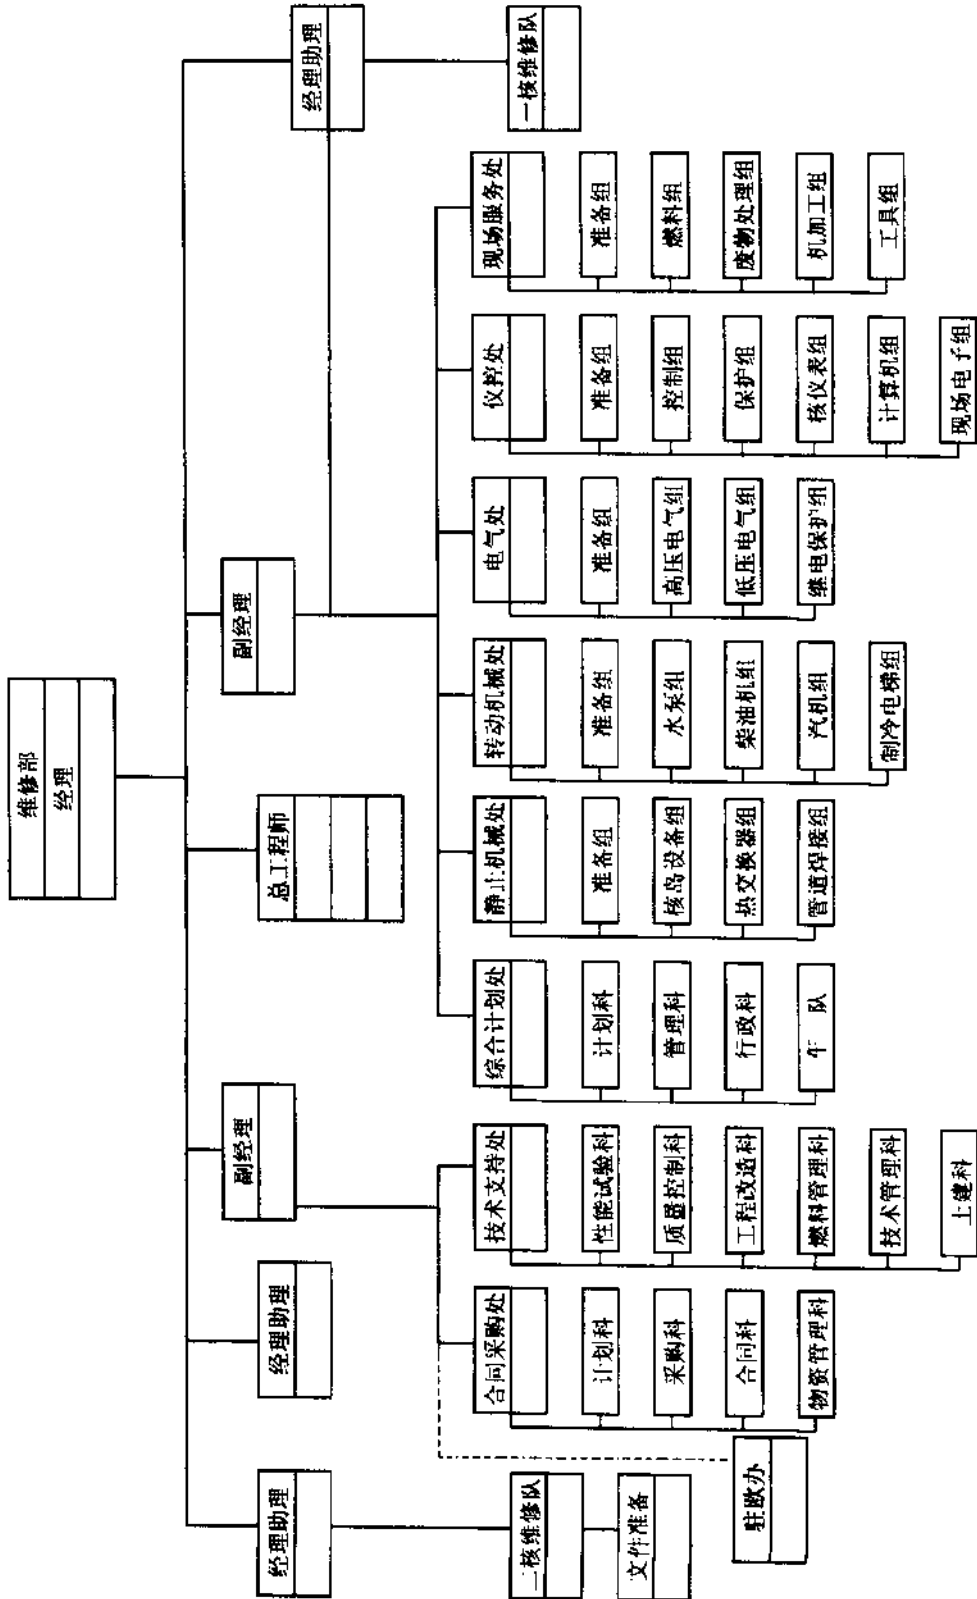 维修部
经理
经理助理
经理助理
副经理
总工程师
副经理
经理助理
二核维修队
文件准备
驻欧办
合同采购处
计划科
采购科
合同科
物资管理科
技术支持处
性能试验科
质量控制科
工程改造科
燃料管理科
技术管理科
土建科
综合计划处
计划科
管理科
行政科
车 队
静止机械处
准备组
核岛设备组
热交换器组
管道焊接组
转动机械处
准备组
水泵组
柴油机组
汽机组
制冷电梯组
电气处
准备组
高压电气组
低压电气组
继电保护组
仪控处
准备组
控制组
保护组
核仪表组
计算机组
现场电子组
现场服务处
准备组
燃料组
废物处理组
机加工组
工具组
一核维修队